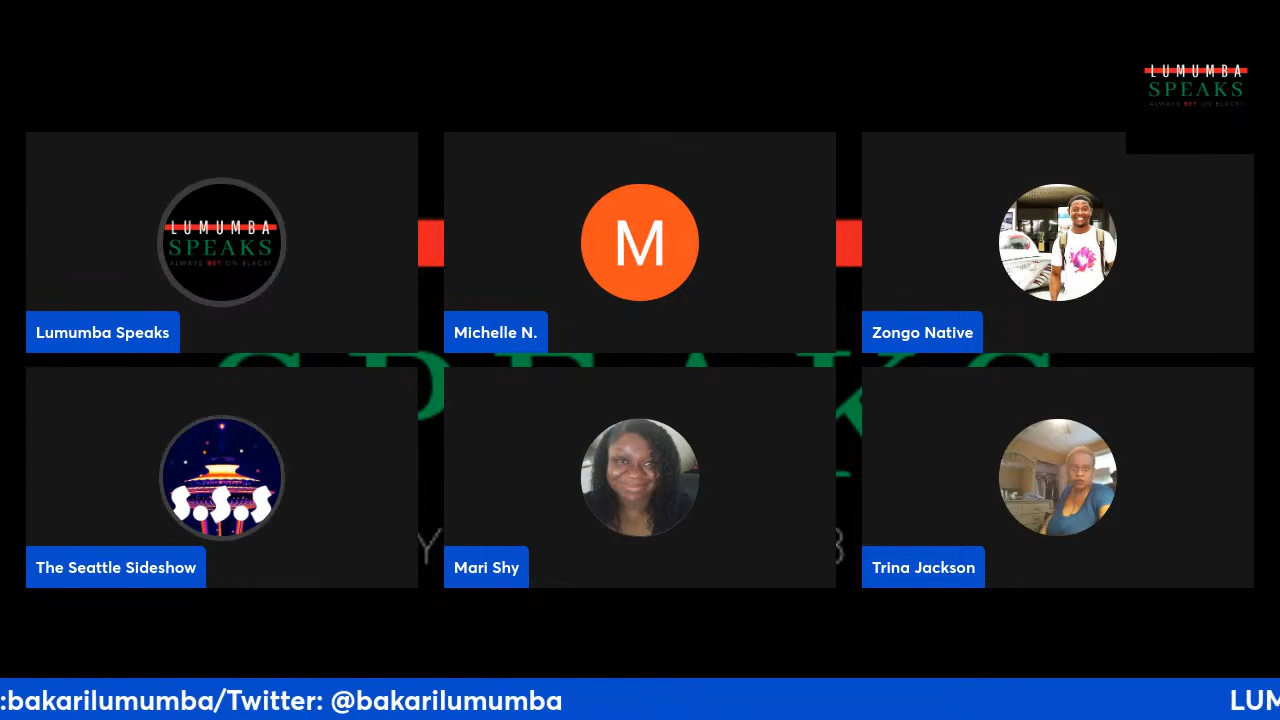 LUMUMBA
SPEAKS
ALWAYS BET ON BLACK!
LUMUMBA
SPEAKS
ALWAYS BET ON BLACK!
M
Lumumba Speaks
Michelle N.
Zongo Native
S.S.S
The Seattle Sideshow
Mari Shy
Trina Jackson
:bakarilumumba/Twitter: @bakarilumumba